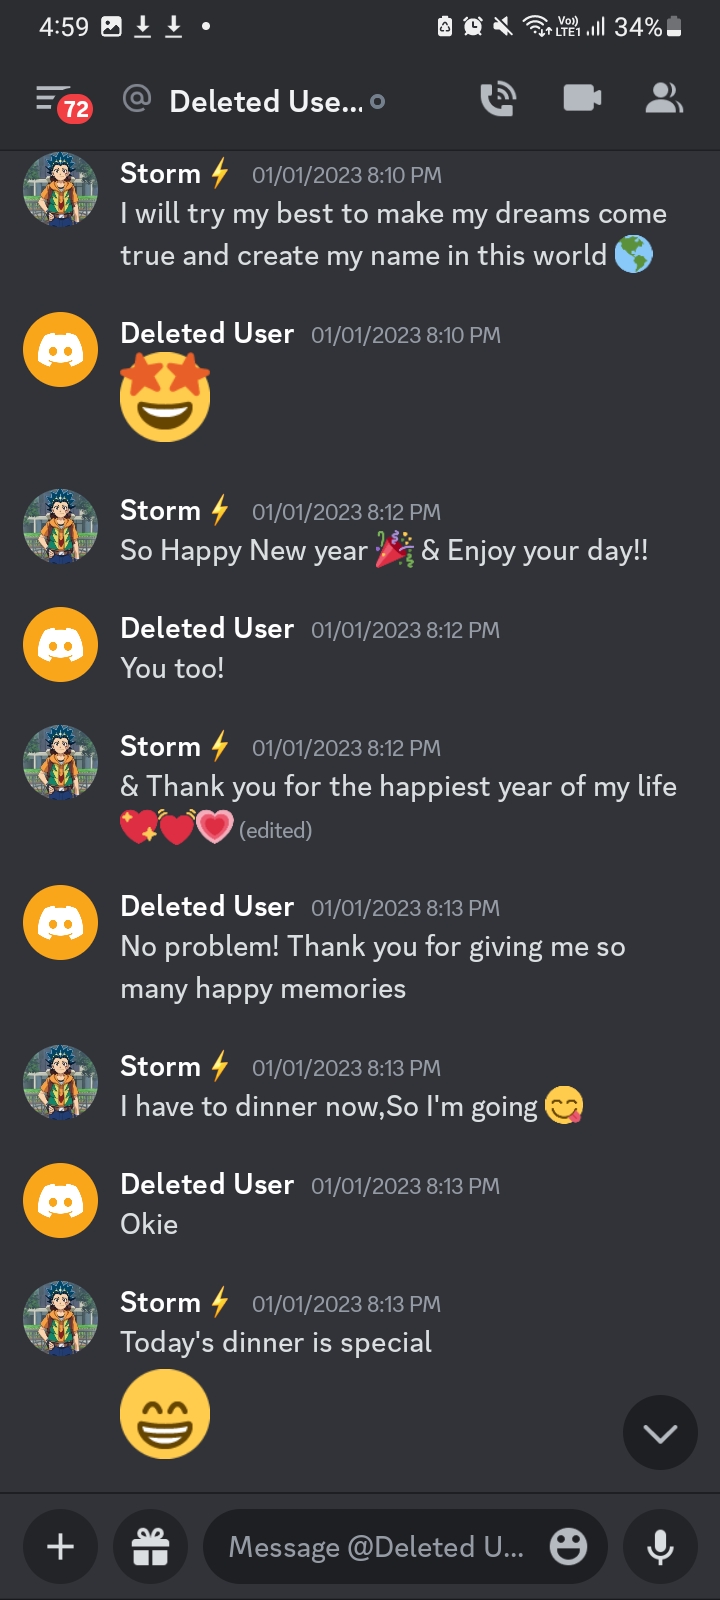 4:59 Vo)) LTE1 34%
72 @ Deleted Use...
Storm⚡ 01/01/2023 8:10 PM
I will try my best to make my dreams come
true and create my name in this world 🌎
Deleted User 01/01/2023 8:10 PM
🤩
Storm⚡ 01/01/2023 8:12 PM
So Happy New year 🎉 & Enjoy your day!!
Deleted User 01/01/2023 8:12 PM
You too!
Storm⚡ 01/01/2023 8:12 PM
& Thank you for the happiest year of my life
💖💓💗 (edited)
Deleted User 01/01/2023 8:13 PM
No problem! Thank you for giving me so
many happy memories
Storm⚡ 01/01/2023 8:13 PM
I have to dinner now,So I'm going 😋
Deleted User 01/01/2023 8:13 PM
Okie
Storm⚡ 01/01/2023 8:13 PM
Today's dinner is special
😁
Message @Deleted U...